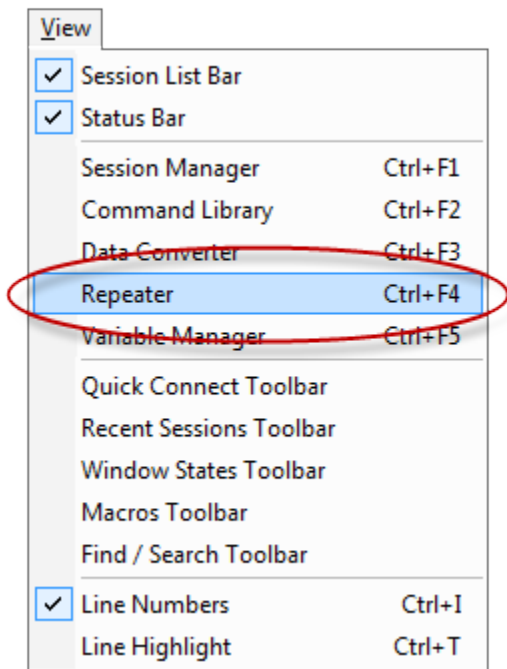 View
Session List Bar
Status Bar
Session Manager Ctrl+F1
Command Library Ctrl+F2
Data Converter Ctrl+F3
Repeater Ctrl+F4
Variable Manager Ctrl+F5
Quick Connect Toolbar
Recent Sessions Toolbar
Window States Toolbar
Macros Toolbar
Find / Search Toolbar
Line Numbers Ctrl+I
Line Highlight Ctrl+T